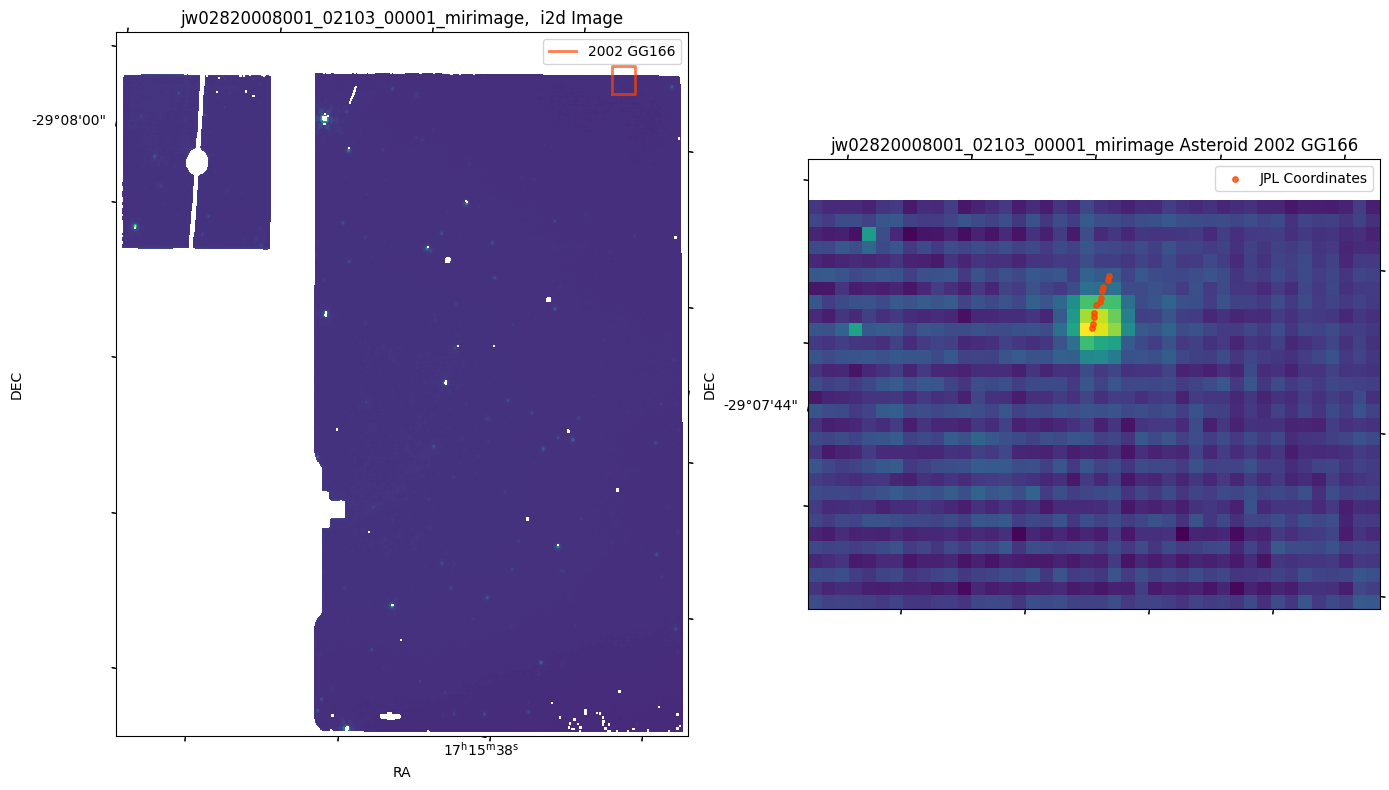 jw02820008001_02103_00001_mirimage,  i2d Image
2002 GG166
-29°08'00"
DEC
17h15m38s
RA
jw02820008001_02103_00001_mirimage Asteroid 2002 GG166
JPL Coordinates
-29°07'44"
DEC